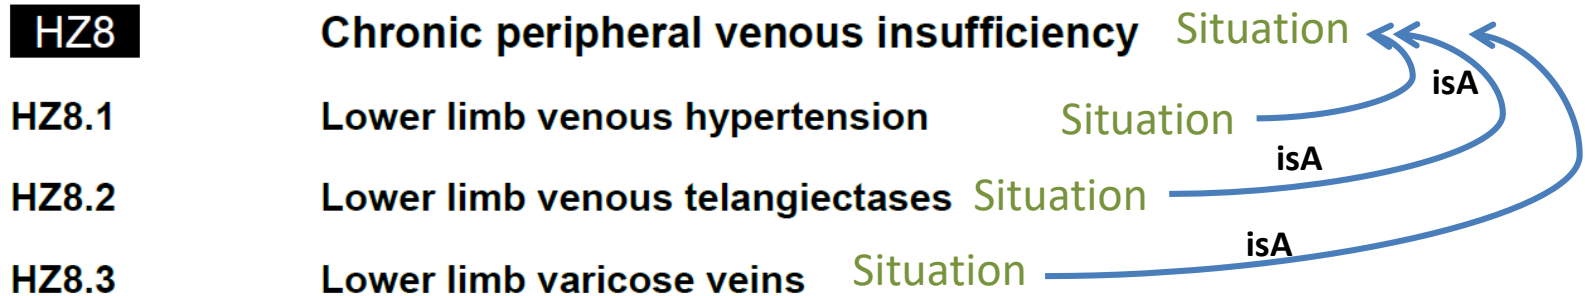 HZ8 Chronic peripheral venous insufficiency Situation
isA
HZ8.1 Lower limb venous hypertension Situation
isA
HZ8.2 Lower limb venous telangiectases Situation
isA
HZ8.3 Lower limb varicose veins Situation